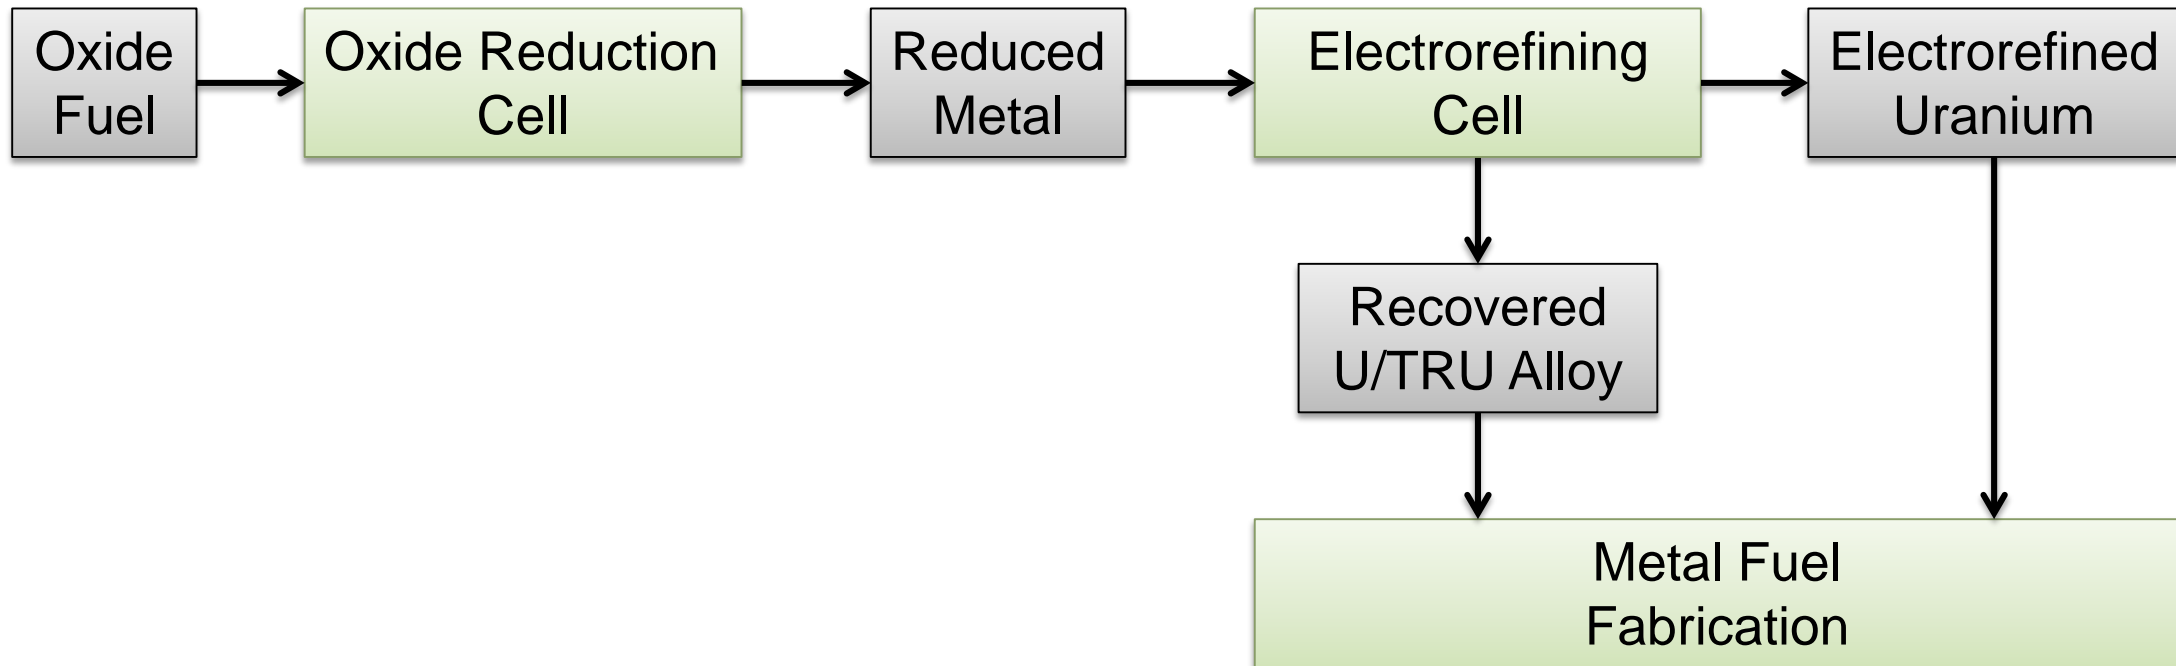 Oxide
Fuel
Oxide Reduction
Cell
Reduced
Metal
Electrorefining
Cell
Electrorefined
Uranium
Recovered
U/TRU Alloy
Metal Fuel
Fabrication